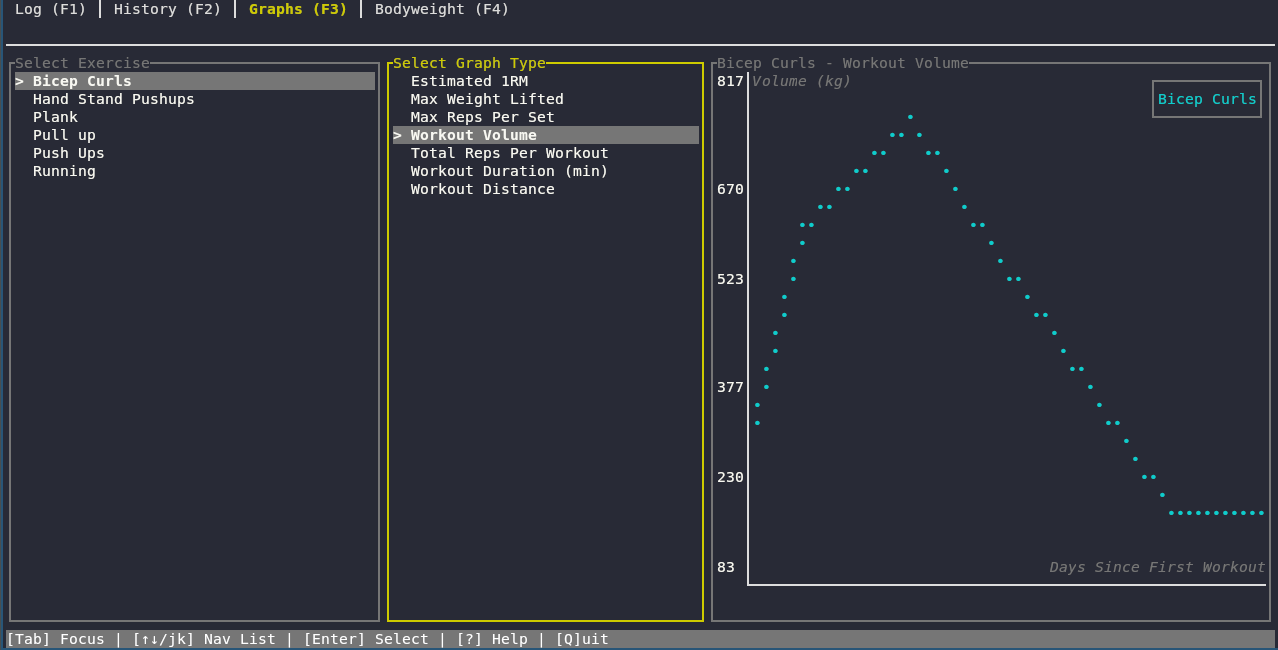 Log (F1) | History (F2) | Graphs (F3) | Bodyweight (F4)
Select Exercise
> Bicep Curls
Hand Stand Pushups
Plank
Pull up
Push Ups
Running
Select Graph Type
Estimated 1RM
Max Weight Lifted
Max Reps Per Set
> Workout Volume
Total Reps Per Workout
Workout Duration (min)
Workout Distance
Bicep Curls - Workout Volume
817
Volume (kg)
Bicep Curls
670
523
377
230
83
Days Since First Workout
[Tab] Focus | [↑↓/jk] Nav List | [Enter] Select | [?] Help | [Q]uit